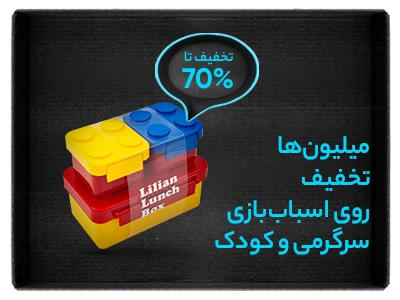 تخفیف تا
70%
میلیون‌ها
تخفیف
روی اسباب‌بازی
سرگرمی و کودک
Lilian
Lunch
Box